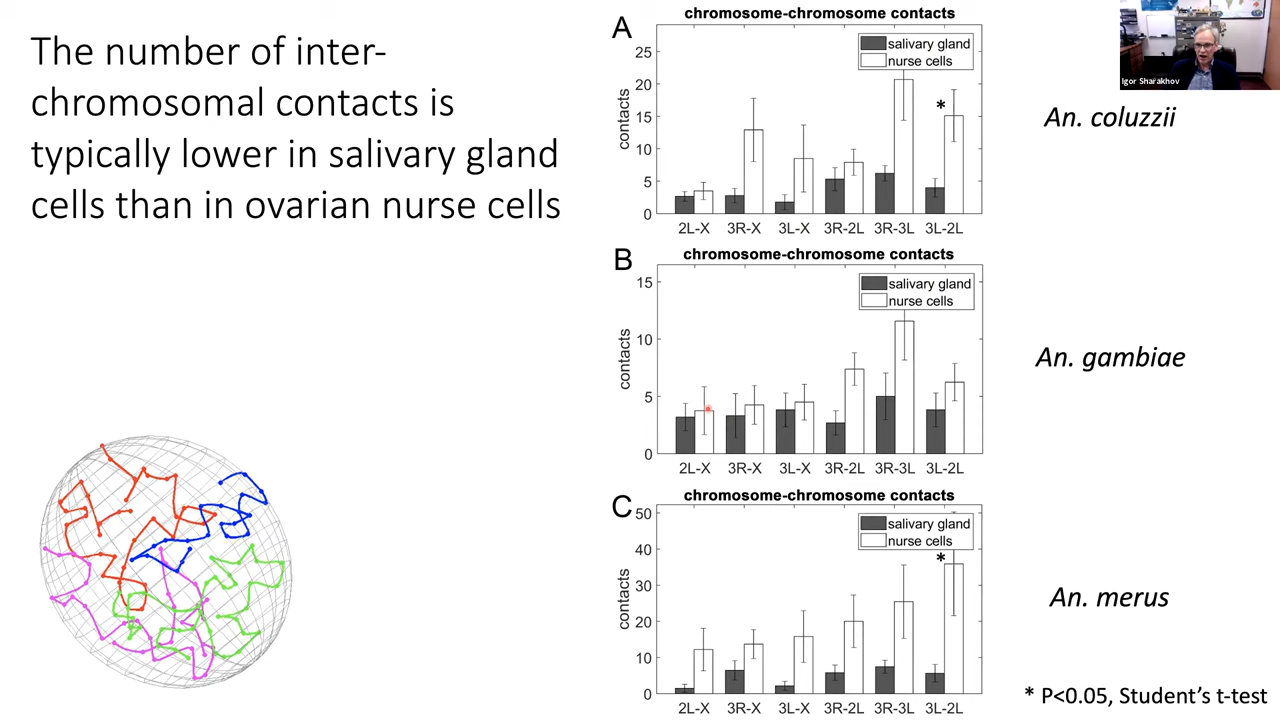 The number of inter-
chromosomal contacts is
typically lower in salivary gland
cells than in ovarian nurse cells
A
chromosome-chromosome contacts
salivary gland
nurse cells
contacts
25
20
15
10
5
0
*
2L-X 3R-X 3L-X 3R-2L 3R-3L 3L-2L
An. coluzzii
B
chromosome-chromosome contacts
salivary gland
nurse cells
contacts
15
10
5
0
2L-X 3R-X 3L-X 3R-2L 3R-3L 3L-2L
An. gambiae
C
chromosome-chromosome contacts
salivary gland
nurse cells
contacts
50
40
30
20
10
0
*
2L-X 3R-X 3L-X 3R-2L 3R-3L 3L-2L
An. merus
* P<0.05, Student's t-test
Igor Sharakhov